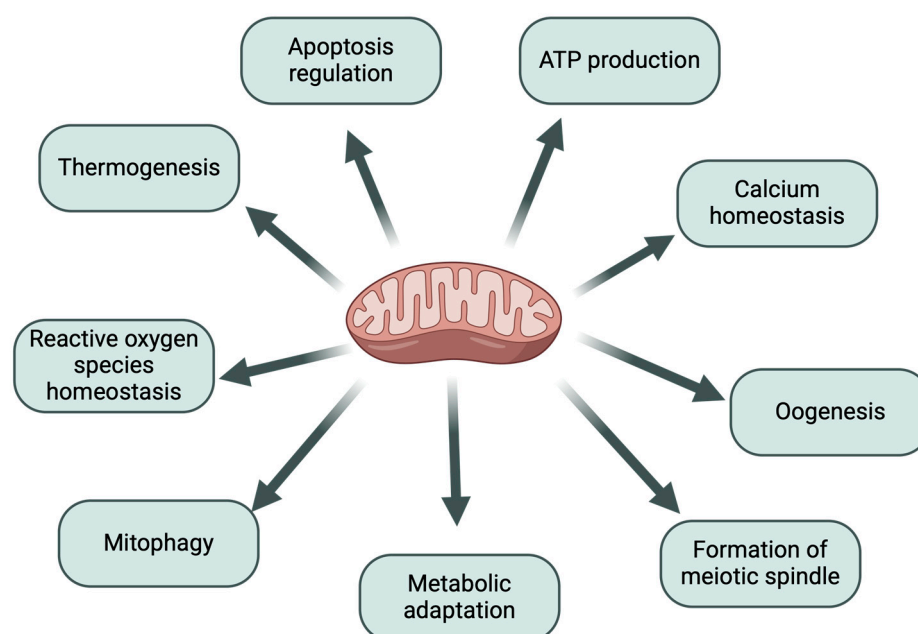 Apoptosis
regulation
ATP production
Thermogenesis
Calcium
homeostasis
Reactive oxygen
species
homeostasis
Oogenesis
Mitophagy
Formation of
meiotic spindle
Metabolic
adaptation